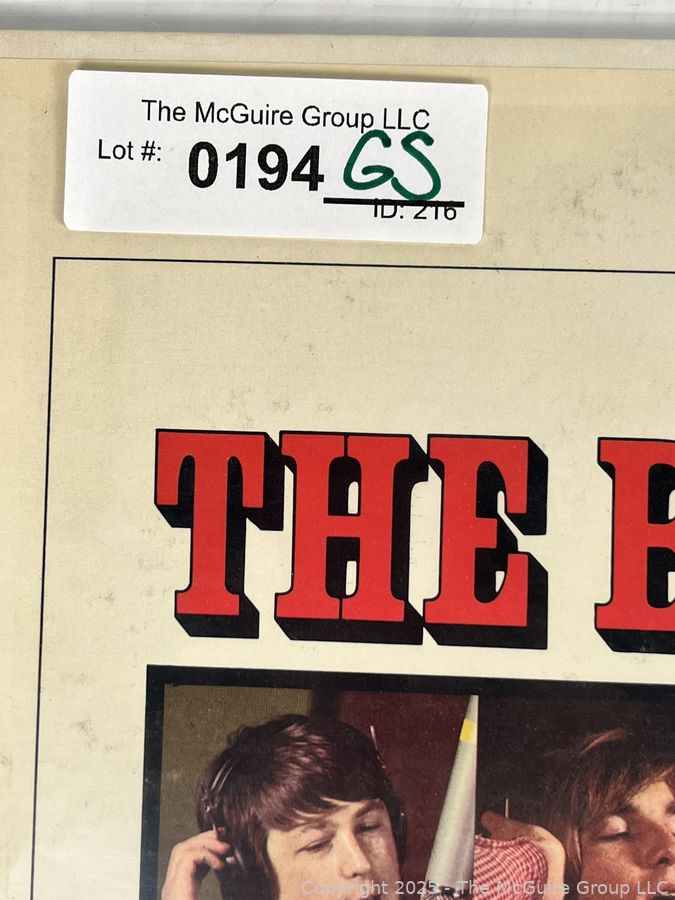 The McGuire Group LLC
Lot #: 0194 GS
ID: 216
THE B
Copyright 2025 - The McGuire Group LLC